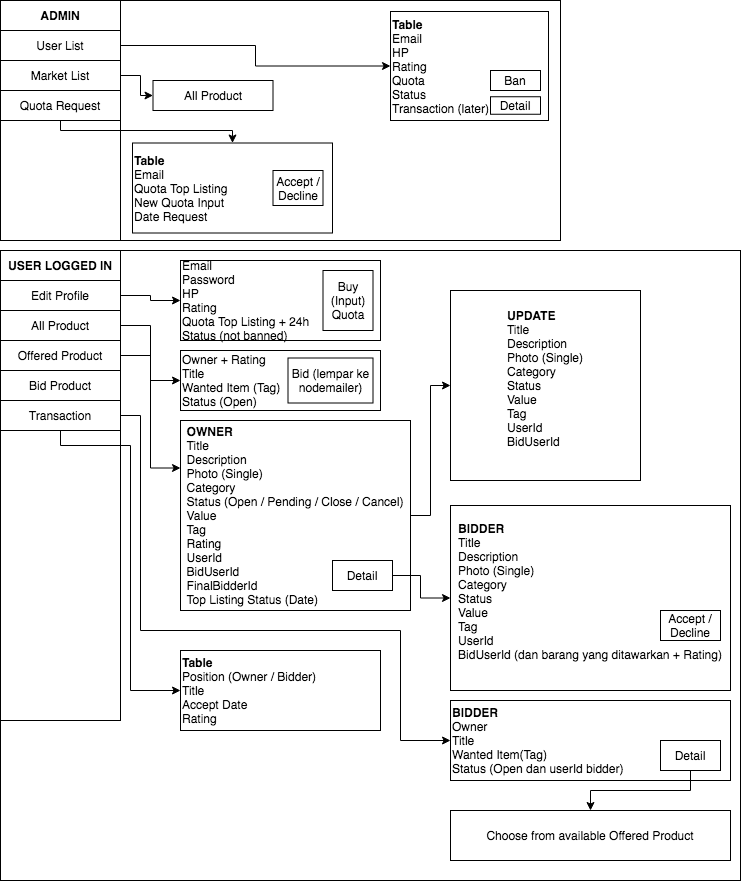 ADMIN
User List
Market List
Quota Request
All Product
Table
Email
HP
Rating
Quota
Status
Transaction (later)
Ban
Detail
Table
Email
Quota Top Listing
New Quota Input
Date Request
Accept /
Decline
USER LOGGED IN
Edit Profile
All Product
Offered Product
Bid Product
Transaction
Email
Password
HP
Rating
Quota Top Listing + 24h
Status (not banned)
Buy
(Input)
Quota
Owner + Rating
Title
Wanted Item (Tag)
Status (Open)
Bid (lempar ke
nodemailer)
OWNER
Title
Description
Photo (Single)
Category
Status (Open / Pending / Close / Cancel)
Value
Tag
Rating
UserId
BidUserId
FinalBidderId
Top Listing Status (Date)
Detail
UPDATE
Title
Description
Photo (Single)
Category
Status
Value
Tag
UserId
BidUserId
BIDDER
Title
Description
Photo (Single)
Category
Status
Value
Tag
UserId
BidUserId (dan barang yang ditawarkan + Rating)
Accept /
Decline
Table
Position (Owner / Bidder)
Title
Accept Date
Rating
BIDDER
Owner
Title
Wanted Item(Tag)
Status (Open dan userId bidder)
Detail
Choose from available Offered Product